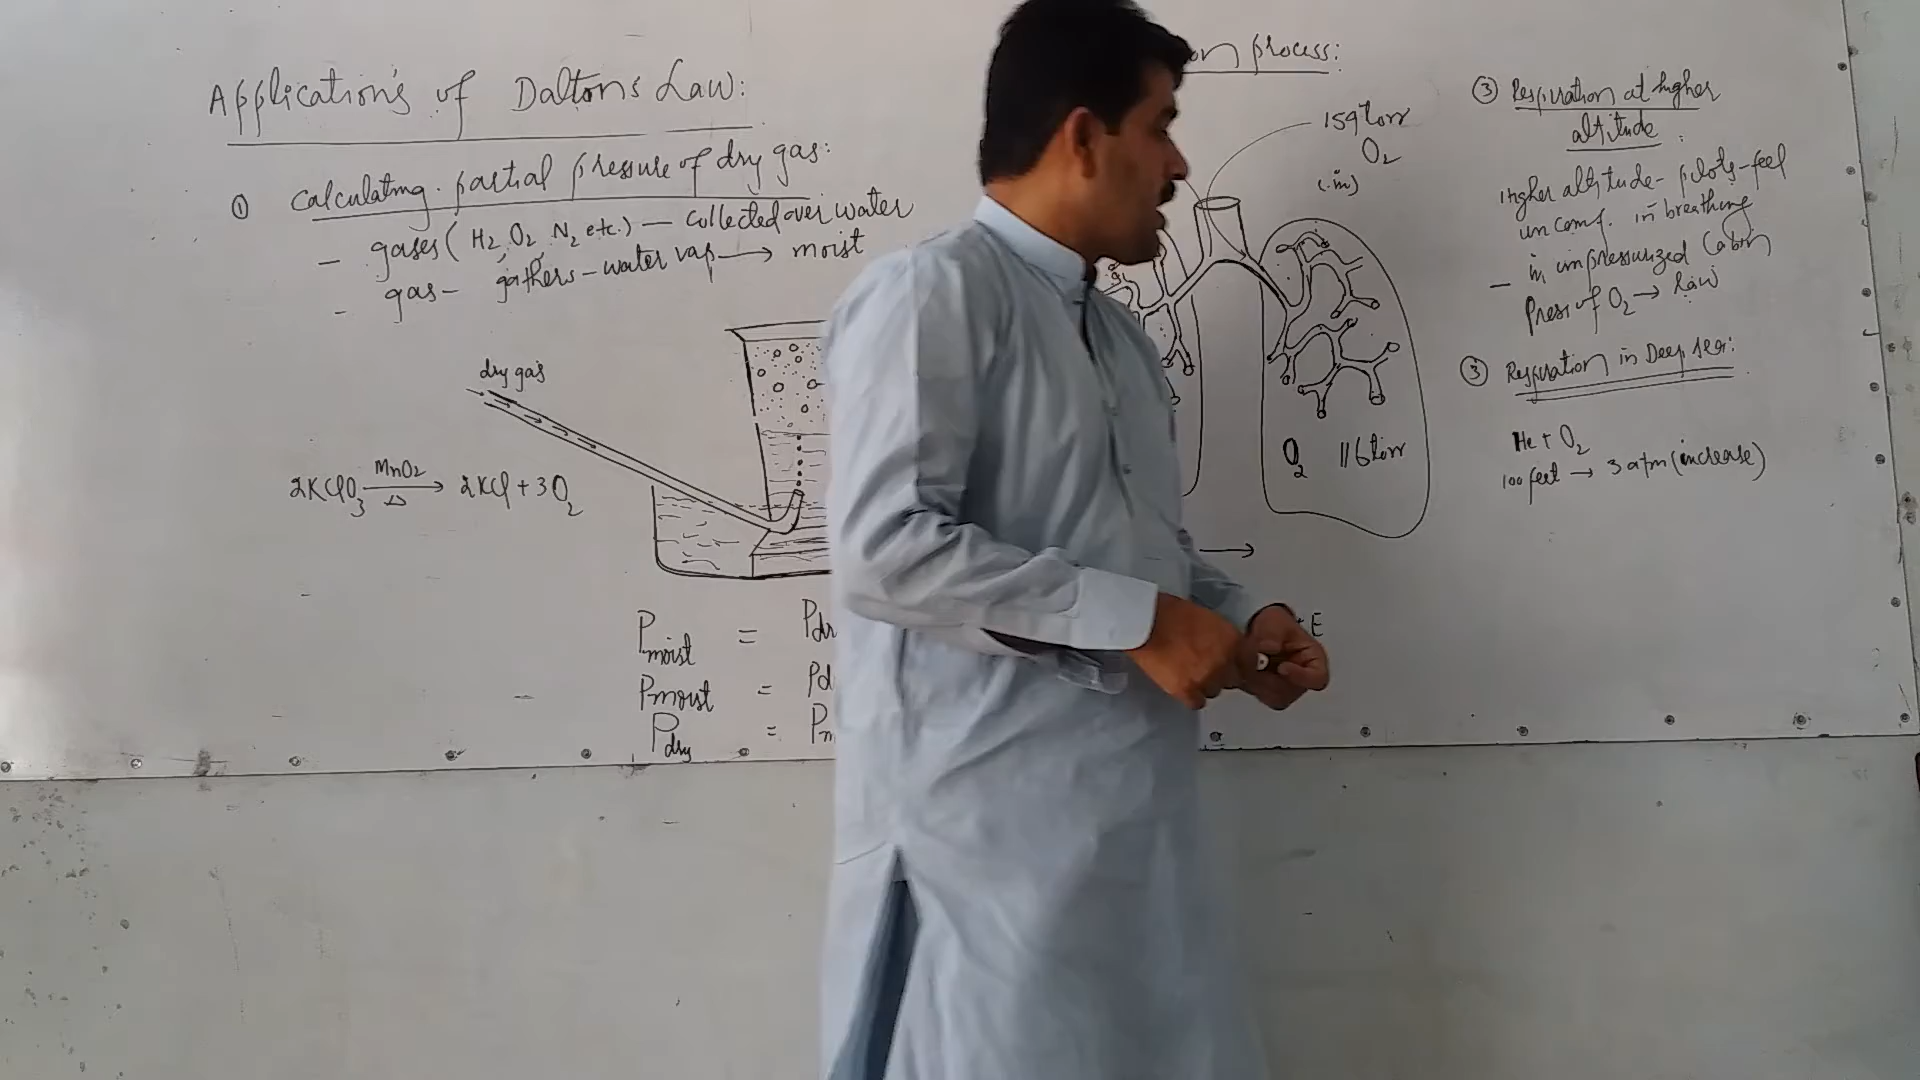 Applications of Daltons Law:
① Calculating partial pressure of dry gas:
- gases (H2, O2, N2 etc.) — collected over water
- gas - gathers - water vap → moist
dry gas
2KClO3 MnO2 → Δ 2KCl + 3O2
Pmoist = Pdr
Pmoist = Pd
Pdry = Pm
on process:
159 torr
O2
(in)
O2 116 torr
E
③ Respiration at higher
altitude:
Higher altitude - pilots - feel
uncomf. in breathing
- in unpressurized Cabin
Press of O2 → law
③ Respiration in Deep sea:
He + O2
100 feet → 3 atm (increase)